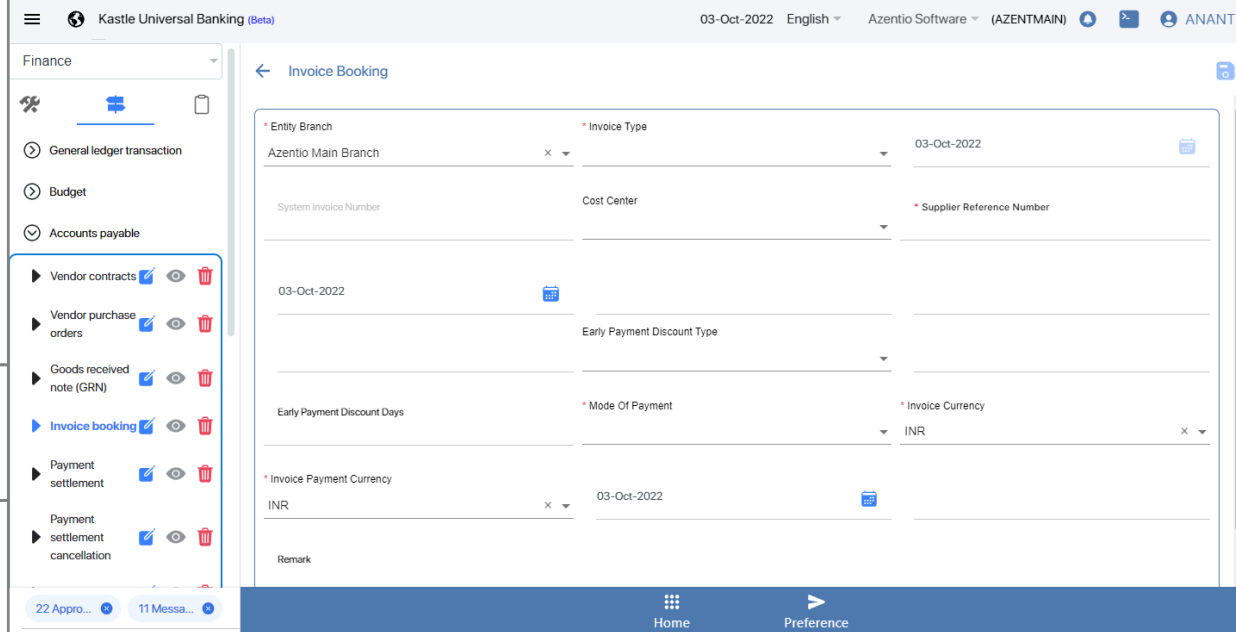 Kastle Universal Banking (Beta)
03-Oct-2022 English Azentio Software (AZENTMAIN) ANANT
Finance
General ledger transaction
Budget
Accounts payable
Vendor contracts
Vendor purchase
orders
Goods received
note (GRN)
Invoice booking
Payment
settlement
Payment
settlement
cancellation
22 Appro...
11 Messa...
Invoice Booking
* Entity Branch
Azentio Main Branch ×
* Invoice Type
03-Oct-2022
System Invoice Number
Cost Center
* Supplier Reference Number
03-Oct-2022
Early Payment Discount Type
Early Payment Discount Days
* Mode Of Payment
* Invoice Currency
INR ×
* Invoice Payment Currency
INR ×
03-Oct-2022
Remark
Home
Preference